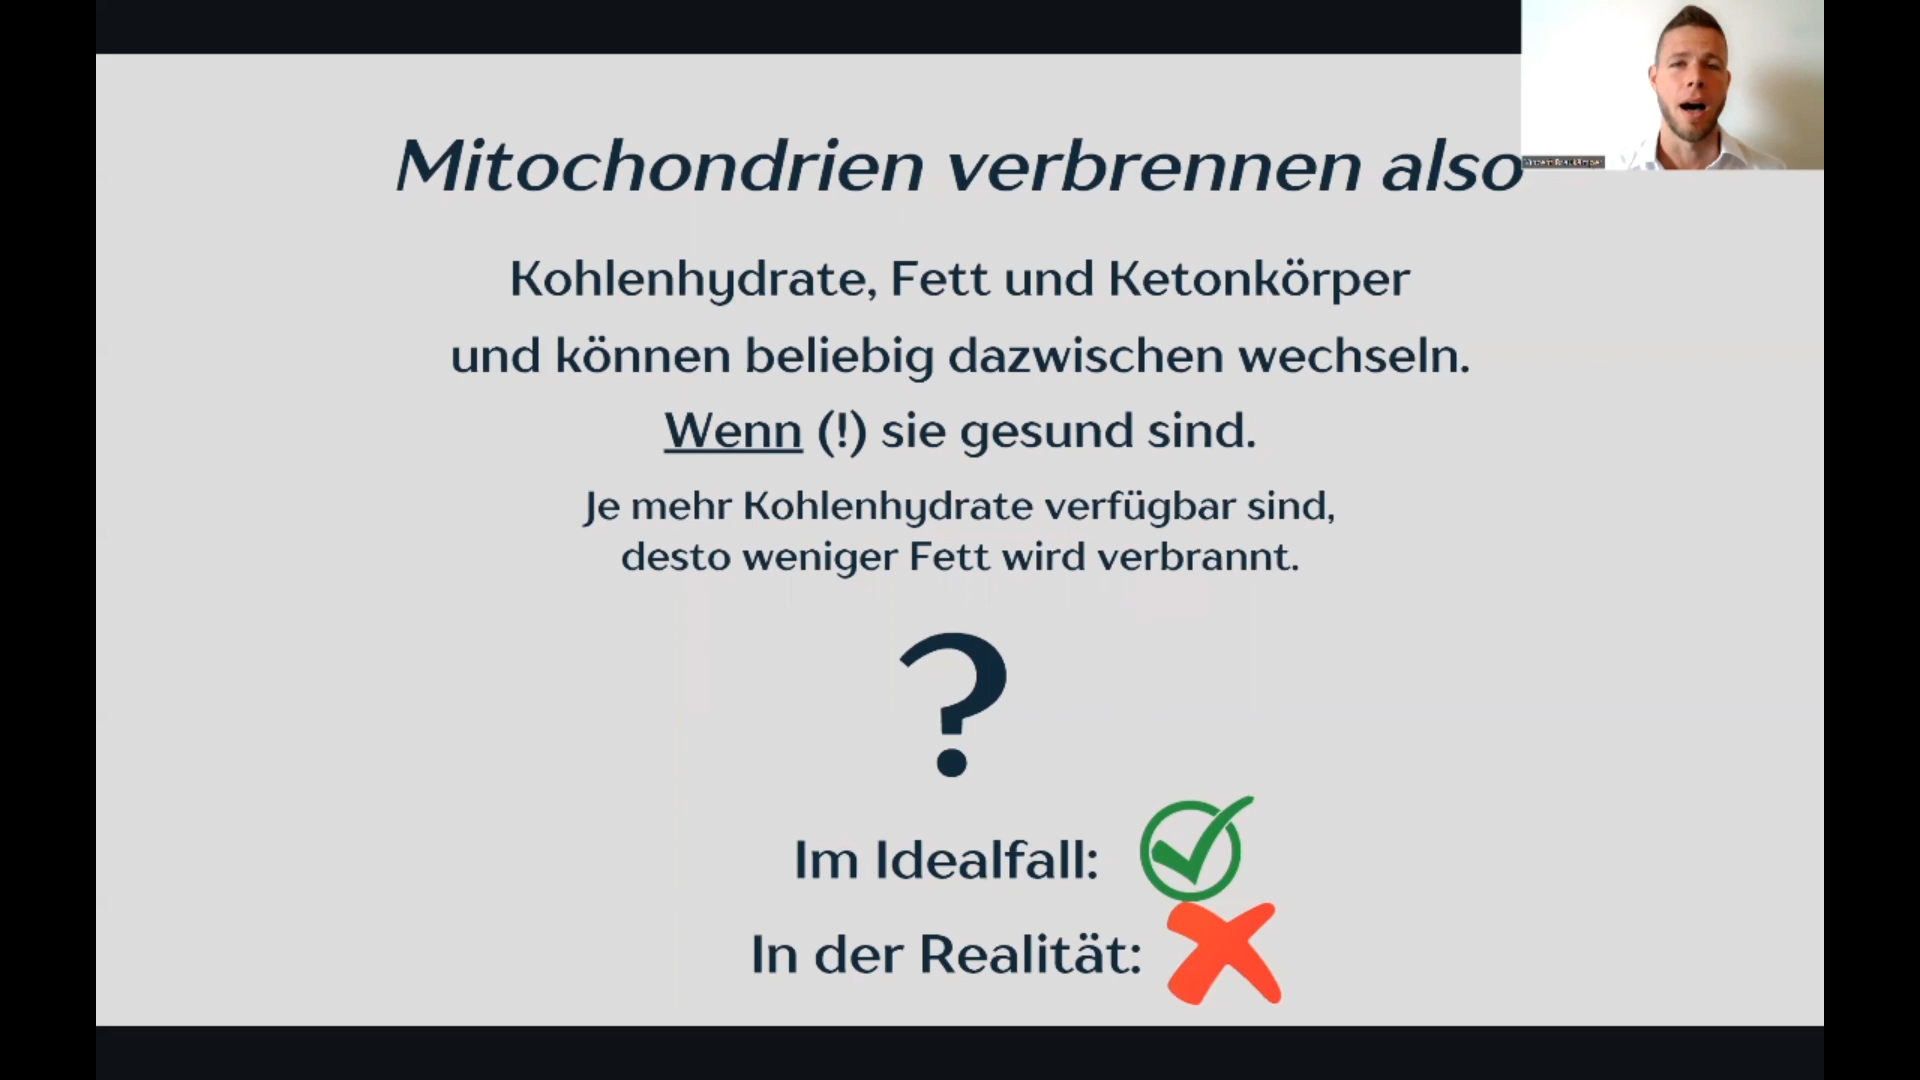 Mitochondrien verbrennen also
Kohlenhydrate, Fett und Ketonkörper
und können beliebig dazwischen wechseln.
Wenn (!) sie gesund sind.
Je mehr Kohlenhydrate verfügbar sind,
desto weniger Fett wird verbrannt.
?
Im Idealfall:
In der Realität: